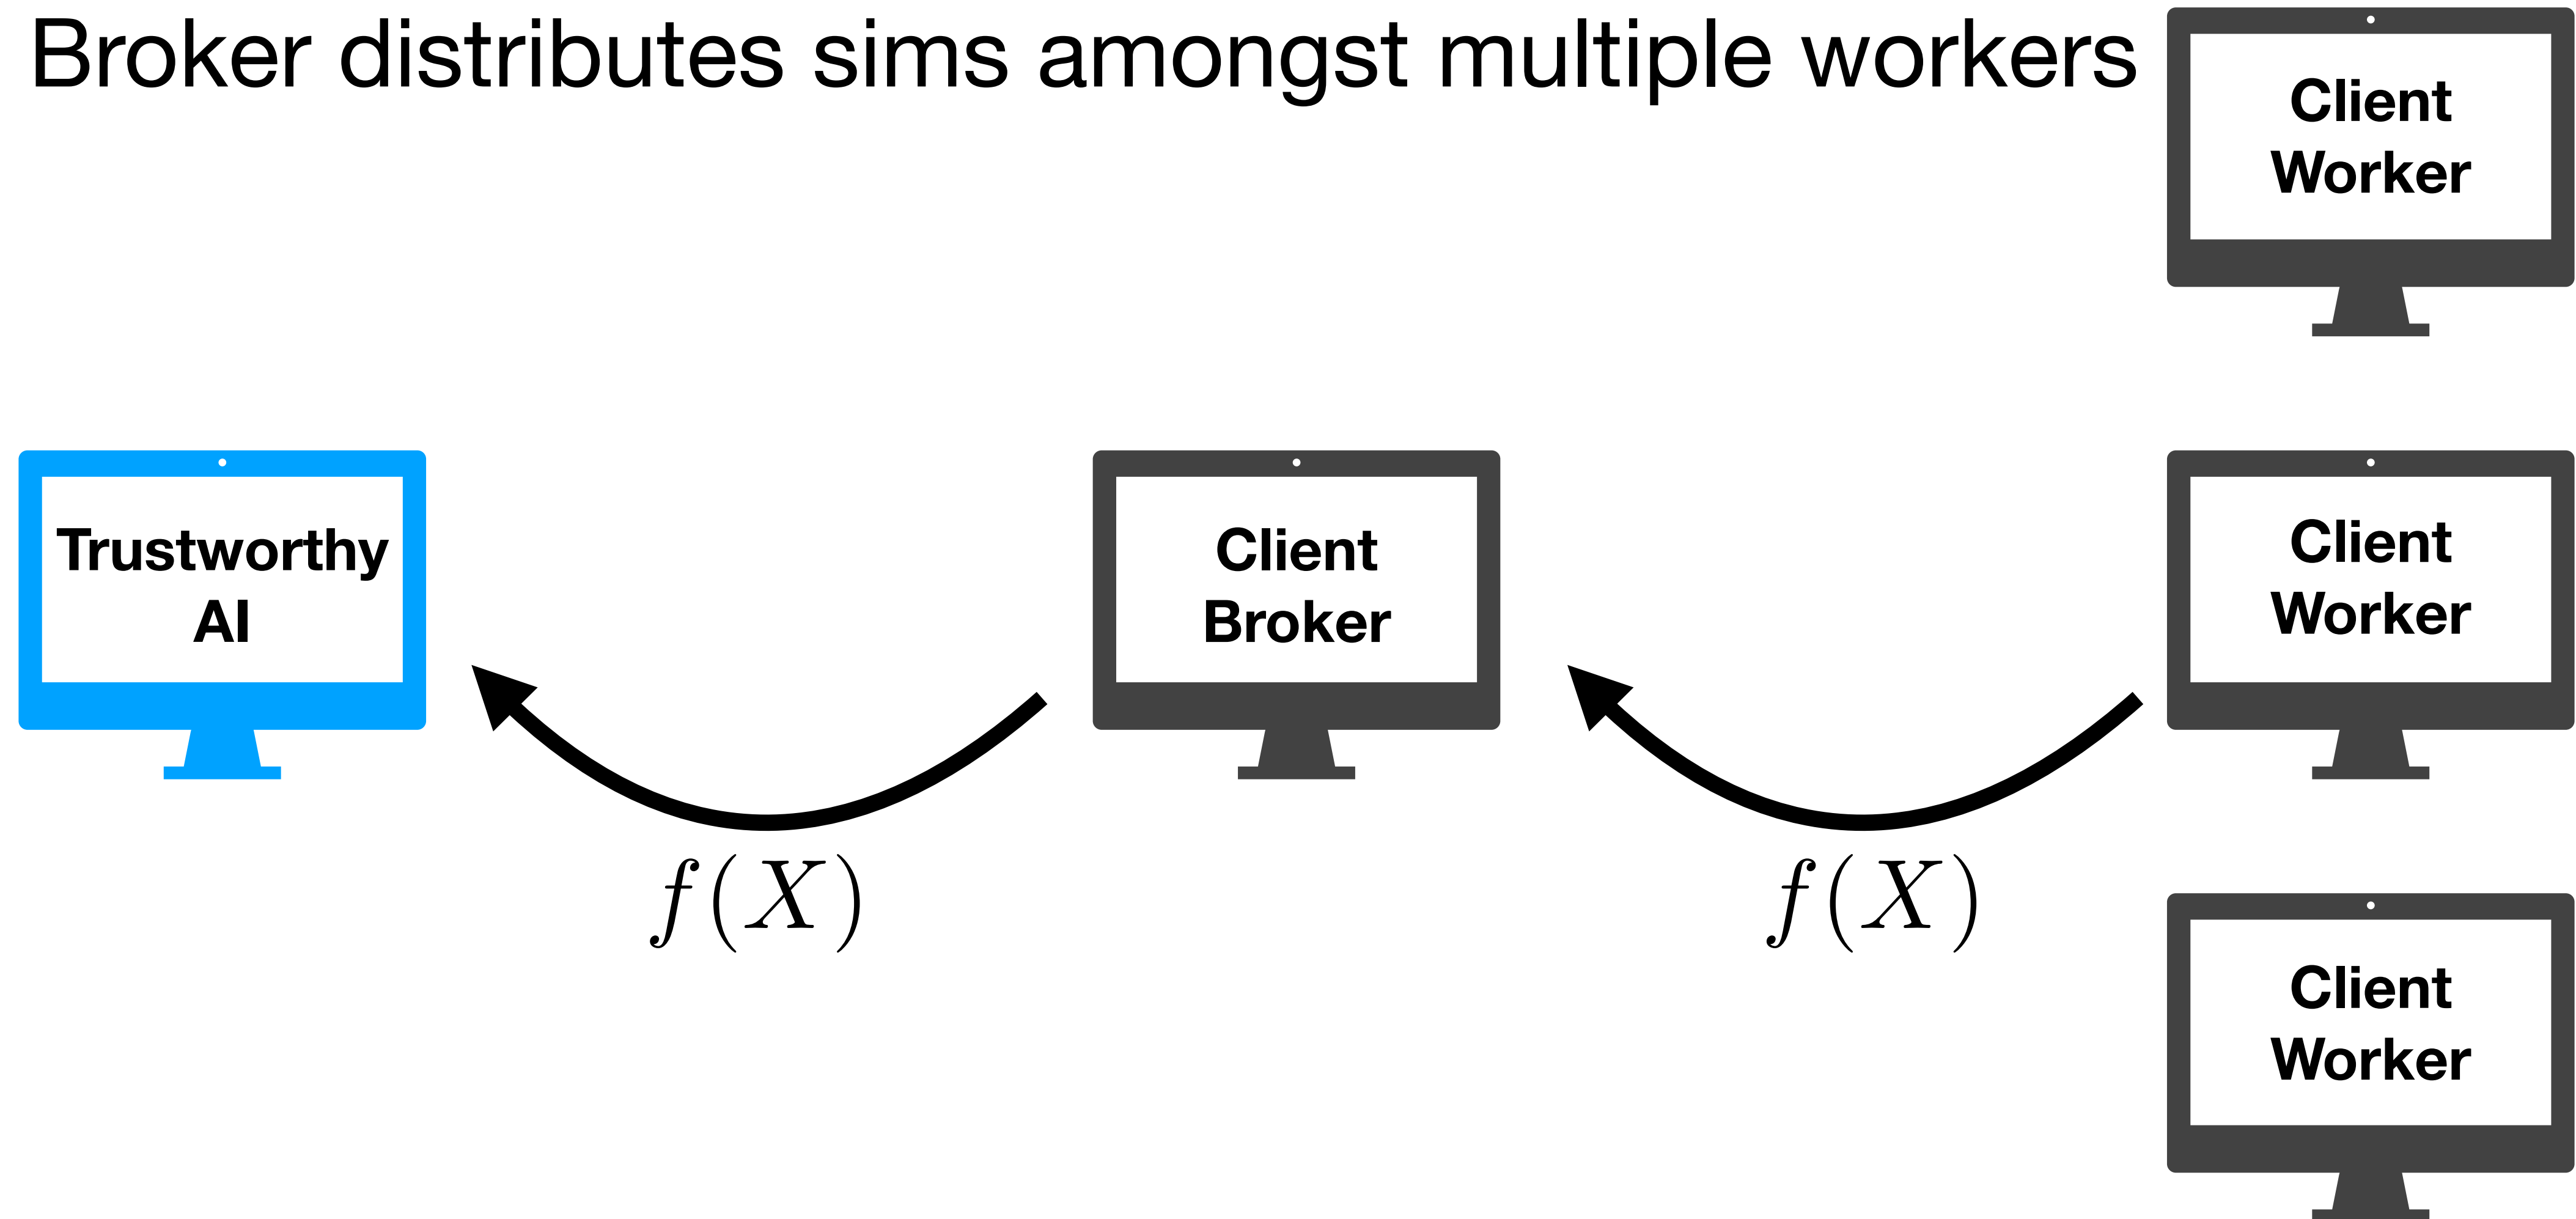 Broker distributes sims amongst multiple workers
Client
Worker
Trustworthy
AI
Client
Broker
Client
Worker
f(X)
f(X)
Client
Worker